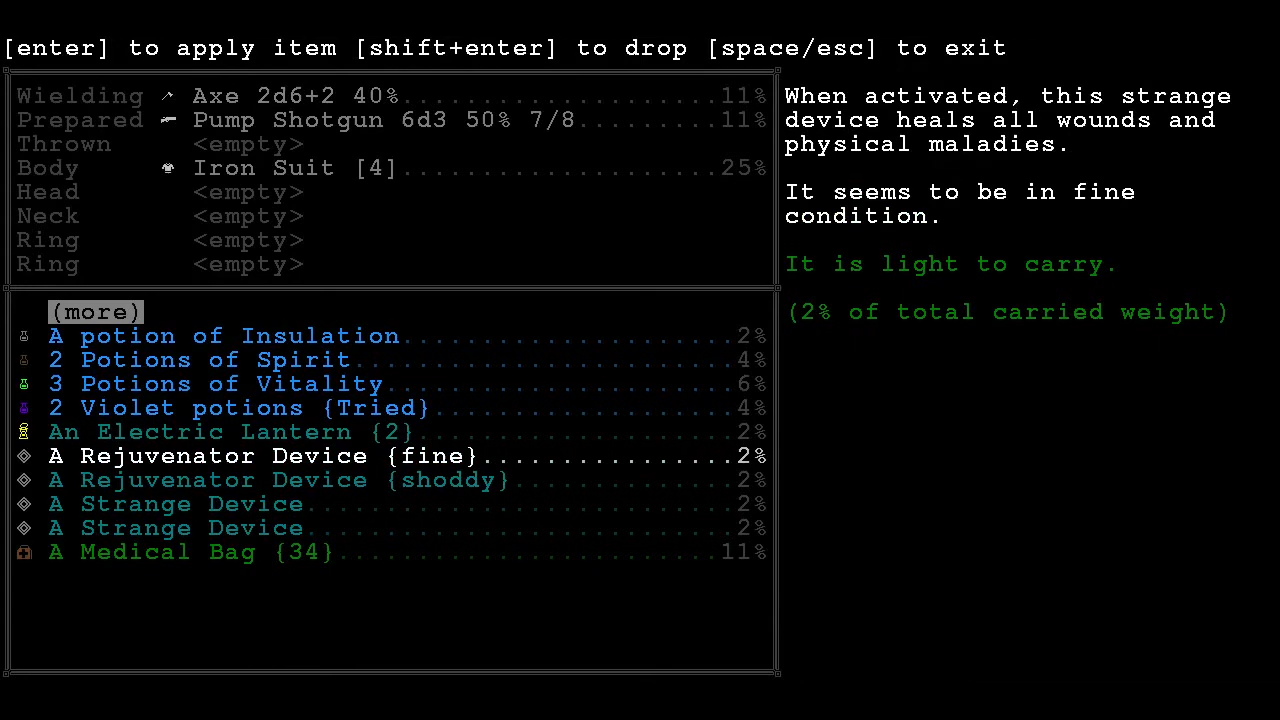 [enter] to apply item [shift+enter] to drop [space/esc] to exit
Wielding Axe 2d6+2 40%.....................11%
Prepared Pump Shotgun 6d3 50% 7/8.........11%
Thrown <empty>
Body Iron Suit [4]....................25%
Head <empty>
Neck <empty>
Ring <empty>
Ring <empty>
(more)
A potion of Insulation.....................2%
2 Potions of Spirit........................4%
3 Potions of Vitality......................6%
2 Violet potions {Tried}...................4%
An Electric Lantern {2}....................2%
A Rejuvenator Device {fine}................2%
A Rejuvenator Device {shoddy}..............2%
A Strange Device...........................2%
A Strange Device...........................2%
A Medical Bag {34}........................11%
When activated, this strange
device heals all wounds and
physical maladies.
It seems to be in fine
condition.
It is light to carry.
(2% of total carried weight)